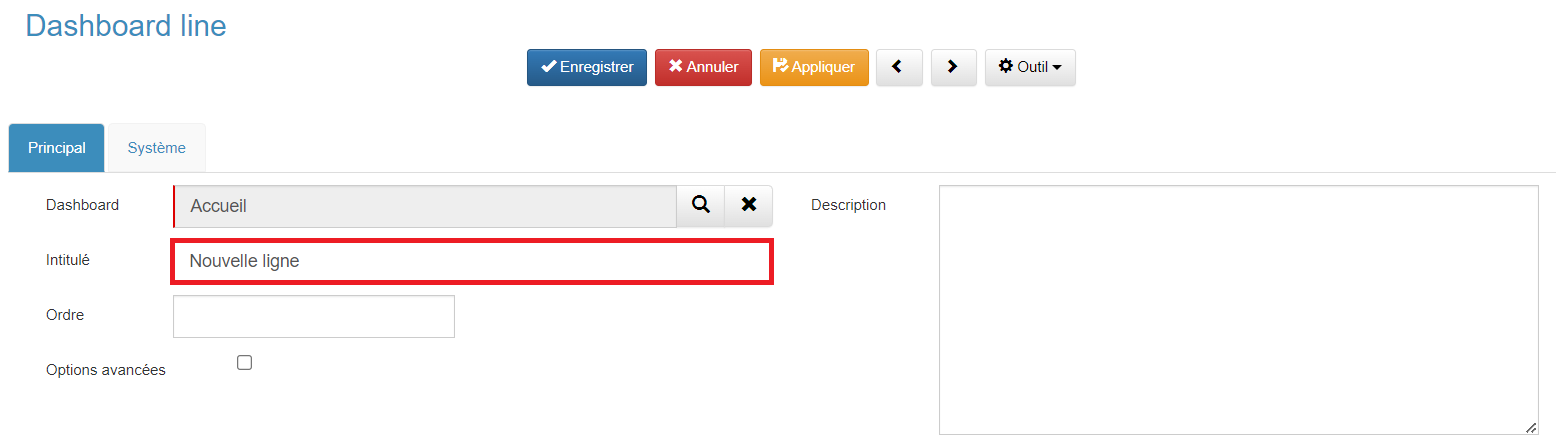 Dashboard line
Enregistrer Annuler Appliquer Outil
Principal Système
Dashboard Accueil Description
Intitulé Nouvelle ligne
Ordre
Options avancées